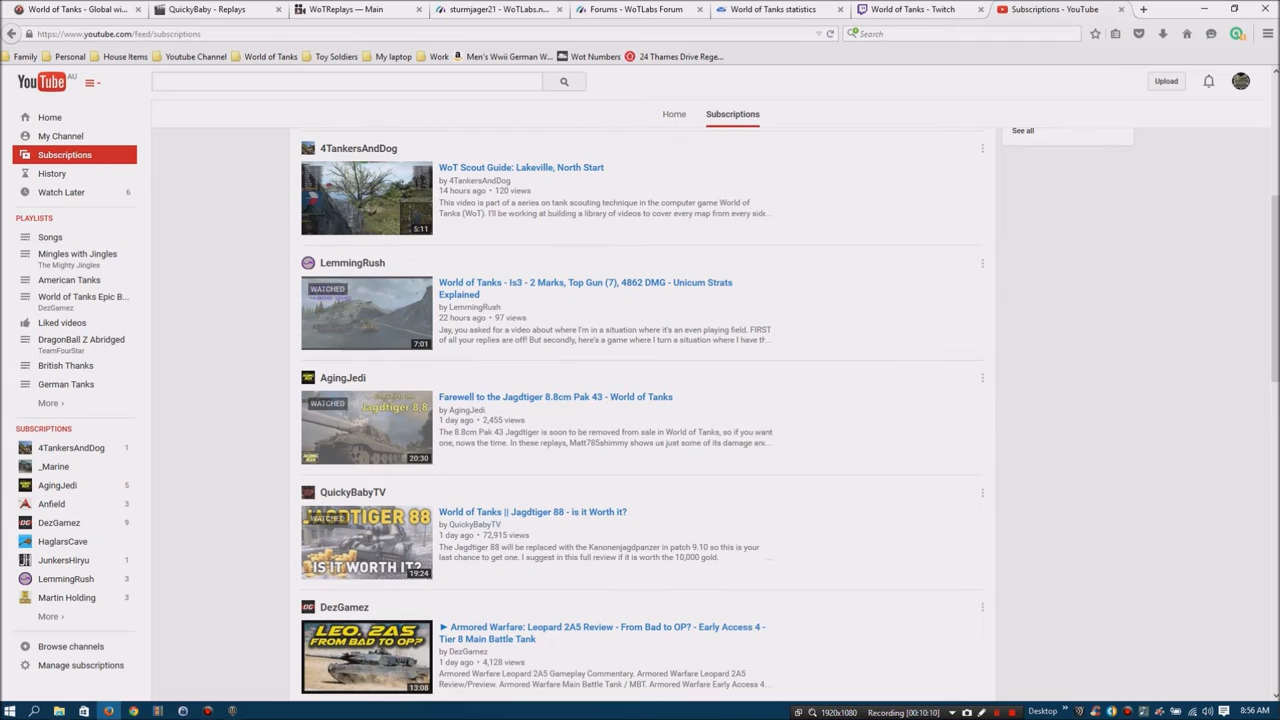 World of Tanks: Global wi...
QuickyBaby - Replays
WoTReplays — Main
sturmjager21 - WoTLabs.n...
Forums - WoTLabs Forum
World of Tanks statistics
World of Tanks - Twitch
Subscriptions - YouTube
https://www.youtube.com/feed/subscriptions
Search
Family
Personal
House Items
Youtube Channel
World of Tanks
Toy Soldiers
My laptop
Work
Men's Wwii German W...
Wot Numbers
24 Thames Drive Rege...
YouTube AU
Upload
Home
Subscriptions
Home
My Channel
Subscriptions
History
Watch Later 6
PLAYLISTS
Songs
Mingles with Jingles
The Mighty Jingles
American Tanks
World of Tanks Epic B...
DezGamez
Liked videos
DragonBall Z Abridged
TeamFourStar
British Thanks
German Tanks
More ›
SUBSCRIPTIONS
4TankersAndDog 1
_Marine
AgingJedi 5
Anfield 3
DezGamez 9
HaglarsCave
JunkersHiryu 1
LemmingRush 3
Martin Holding 3
More ›
Browse channels
Manage subscriptions
See all
4TankersAndDog
5:11
WoT Scout Guide: Lakeville, North Start
by 4TankersAndDog
14 hours ago • 120 views
This video is part of a series on tank scouting technique in the computer game World of
Tanks (WoT). I'll be working at building a library of videos to cover every map from every side...
LemmingRush
WATCHED
7:01
World of Tanks - Is3 - 2 Marks, Top Gun (7), 4862 DMG - Unicum Strats
Explained
by LemmingRush
22 hours ago • 97 views
Jay, you asked for a video about where I'm in a situation where it's an even playing field. FIRST
of all your replies are off! But secondly, here's a game where I turn a situation where I have th...
AgingJedi
WATCHED
Jagdtiger 8.8
20:30
Farewell to the Jagdtiger 8.8cm Pak 43 - World of Tanks
by AgingJedi
1 day ago • 2,455 views
The 8.8cm Pak 43 Jagdtiger is soon to be removed from sale in World of Tanks, so if you want
one, nows the time. In these replays, Matt785shimmy shows us just some of its damage an...
QuickyBabyTV
WATCHED
JAGDTIGER 88
IS IT WORTH IT?
19:24
World of Tanks || Jagdtiger 88 - is it Worth it?
by QuickyBabyTV
1 day ago • 72,915 views
The Jagdtiger 88 will be replaced with the Kanonenjagdpanzer in patch 9.10 so this is your
last chance to get one. I suggest in this full review if it is worth the 10,000 gold. ...
DezGamez
LEO. 2A5
FROM BAD TO OP?
13:08
► Armored Warfare: Leopard 2A5 Review - From Bad to OP? - Early Access 4 -
Tier 8 Main Battle Tank
by DezGamez
1 day ago • 4,128 views
Armored Warfare Leopard 2A5 Gameplay Commentary. Armored Warfare Leopard 2A5
Review/Preview. Armored Warfare Main Battle Tank / MBT. Armored Warfare Early Access 4...
1920x1080
Recording [00:10:10]
Desktop
8:56 AM